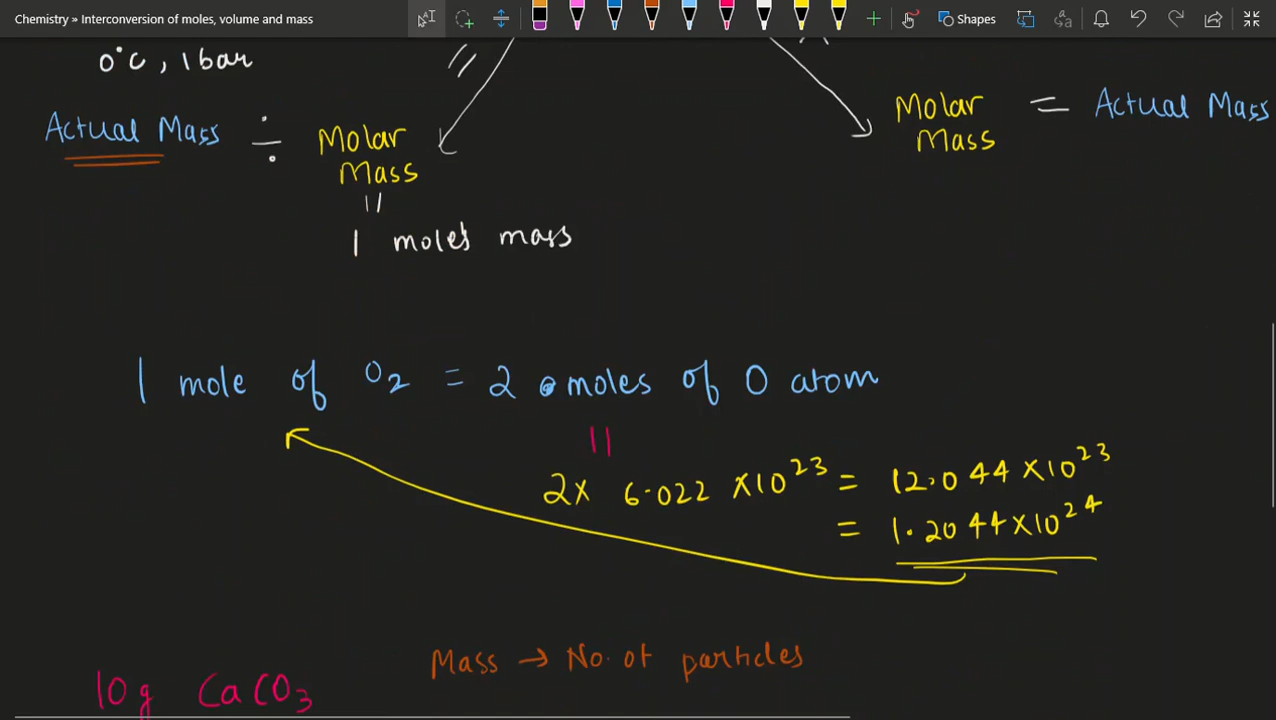 Chemistry » Interconversion of moles, volume and mass
Shapes
0°C, 1 bar
Actual Mass ÷ Molar Mass
Molar Mass = Actual Mass
||
1 mole's mass
1 mole of O2 = 2 moles of O atom
||
2× 6.022 ×10^23 = 12.044×10^23
= 1.2044×10^24
Mass → No. of particles
10g CaCO3